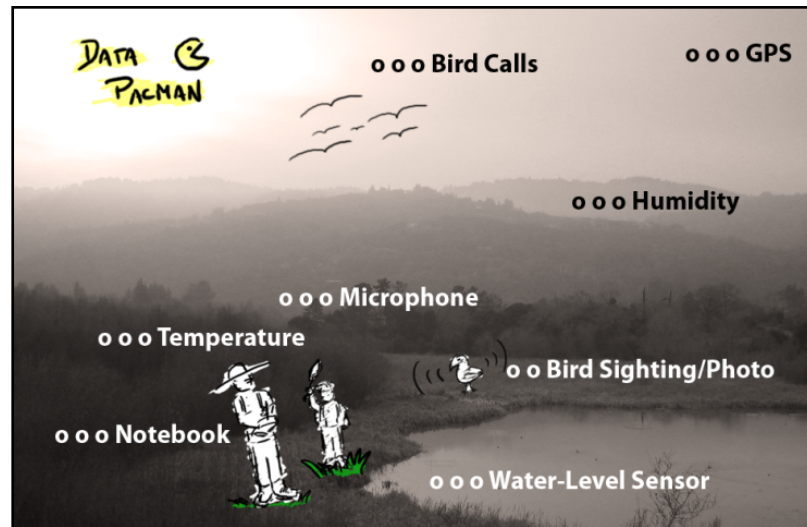 DATA
PACMAN
o o o Bird Calls
o o o GPS
o o o Humidity
o o o Microphone
o o o Temperature
o o Bird Sighting/Photo
o o o Notebook
o o o Water-Level Sensor